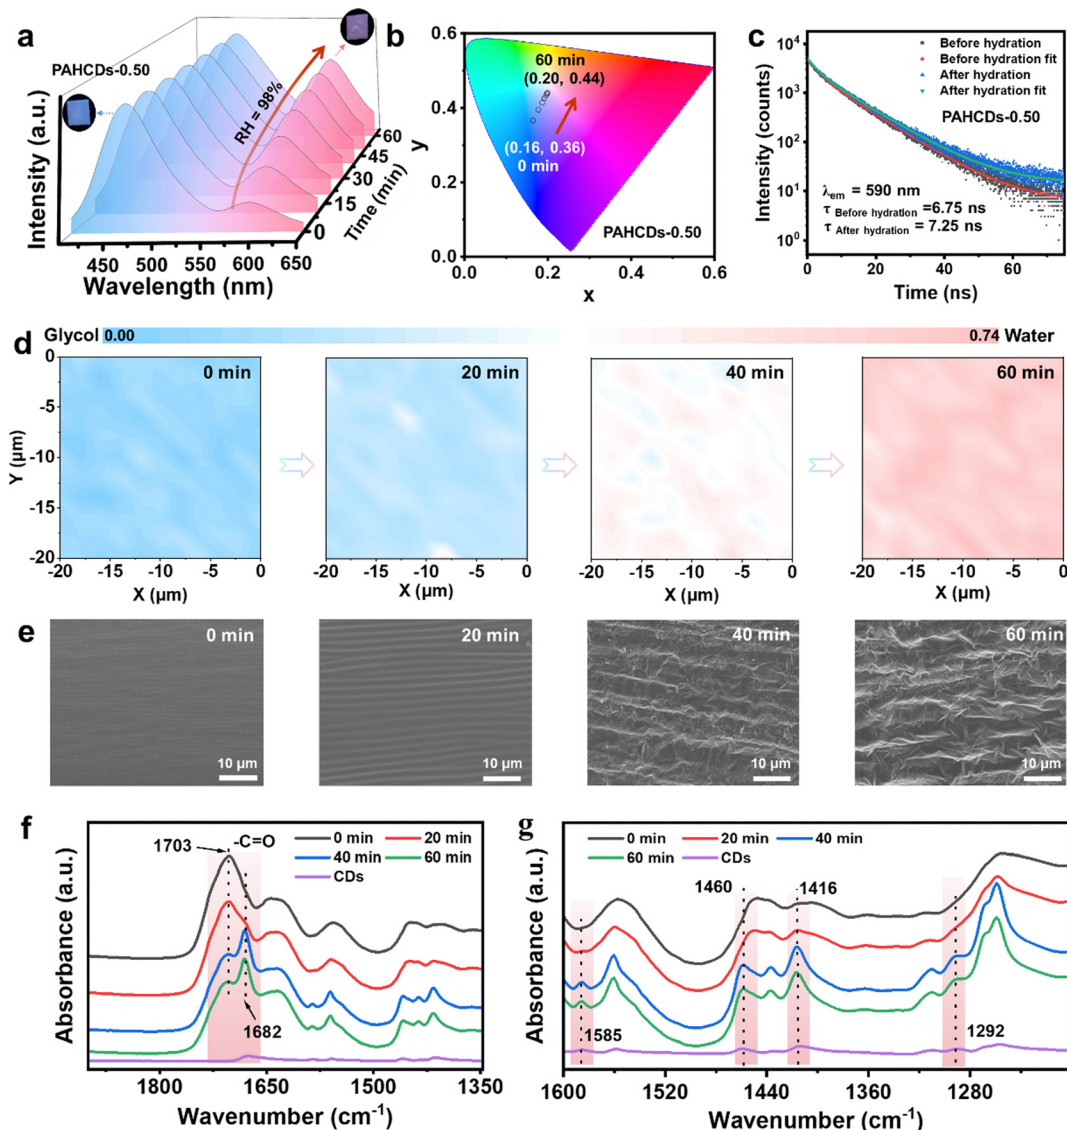 a
PAHCDs-0.50
RH = 98%
Intensity (a.u.)
450 500 550 600 650
Wavelength (nm)
0 15 30 45 60
Time (min)
b
60 min
(0.20, 0.44)
(0.16, 0.36)
0 min
PAHCDs-0.50
y
0.6
0.4
0.2
0.0
0.0 0.1 0.2 0.3 0.4 0.5 0.6
x
c
Before hydration
Before hydration fit
After hydration
After hydration fit
PAHCDs-0.50
λem = 590 nm
τ Before hydration =6.75 ns
τ After hydration = 7.25 ns
Intensity (counts)
10⁴
10³
10²
10¹
10⁰
0 20 40 60
Time (ns)
Glycol 0.00 0.74 Water
d
0 min
20 min
40 min
60 min
Y (μm)
0
-5
-10
-15
-20
-20 -15 -10 -5 0
X (μm)
-20 -15 -10 -5 0
X (μm)
-20 -15 -10 -5 0
X (μm)
-20 -15 -10 -5 0
X (μm)
e
0 min
10 μm
20 min
10 μm
40 min
10 μm
60 min
10 μm
f
1703
-C=O
0 min 20 min
40 min 60 min
CDs
1682
Absorbance (a.u.)
1800 1650 1500 1350
Wavenumber (cm⁻¹)
g
0 min 20 min 40 min
60 min CDs
1460 1416
1585 1292
Absorbance (a.u.)
1600 1520 1440 1360 1280
Wavenumber (cm⁻¹)